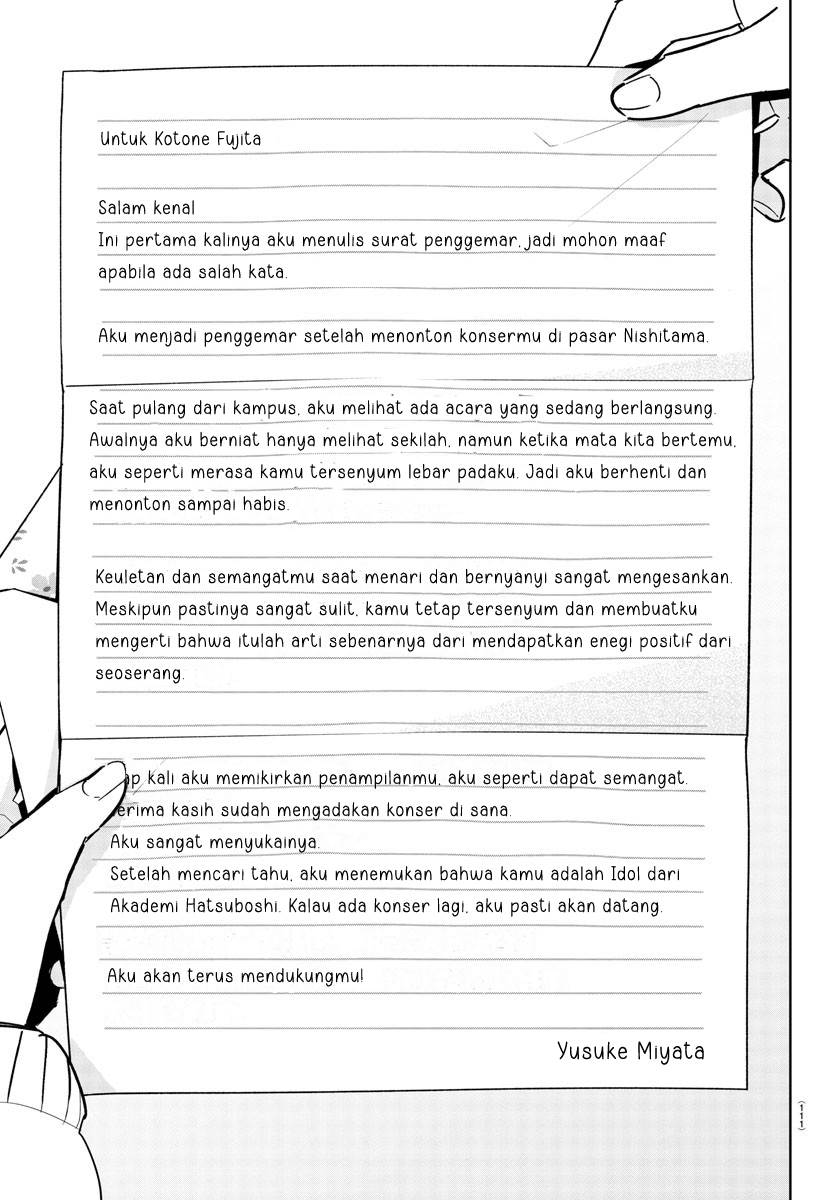 Untuk Kotone Fujita
Salam kenal
Ini pertama kalinya aku menulis surat penggemar, jadi mohon maaf
apabila ada salah kata.
Aku menjadi penggemar setelah menonton konsermu di pasar Nishitama.
Saat pulang dari kampus, aku melihat ada acara yang sedang berlangsung.
Awalnya aku berniat hanya melihat sekilah, namun ketika mata kita bertemu,
aku seperti merasa kamu tersenyum lebar padaku. Jadi aku berhenti dan
menonton sampai habis.
Keuletan dan semangatmu saat menari dan bernyanyi sangat mengesankan.
Meskipun pastinya sangat sulit, kamu tetap tersenyum dan membuatku
mengerti bahwa itulah arti sebenarnya dari mendapatkan enegi positif dari
seoserang.
kali aku memikirkan penampilanmu, aku seperti dapat semangat.
kasih sudah mengadakan konser di sana.
Aku sangat menyukainya.
Setelah mencari tahu, aku menemukan bahwa kamu adalah Idol dari
Akademi Hatsuboshi. Kalau ada konser lagi, aku pasti akan datang.
Aku akan terus mendukungmu!
Yusuke Miyata
(111)